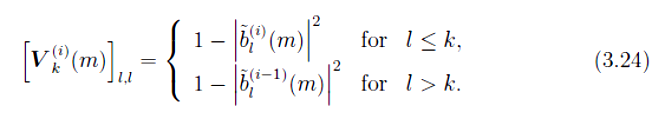 [V_k^{(i)}(m)]_{l,l} = { 1 − |b̃_l^{(i)}(m)|^2 for l ≤ k,
1 − |b̃_l^{(i−1)}(m)|^2 for l > k. (3.24)